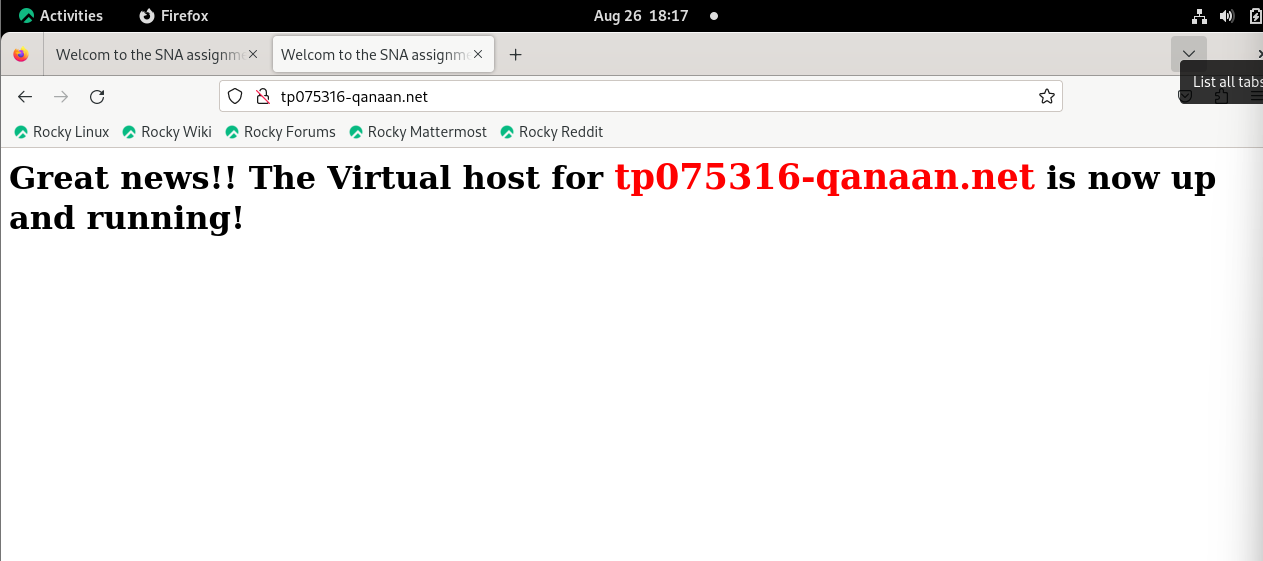 Activities Firefox Aug 26 18:17
Welcom to the SNA assignm Welcom to the SNA assignm
List all tabs
tp075316-qanaan.net
Rocky Linux Rocky Wiki Rocky Forums Rocky Mattermost Rocky Reddit
Great news!! The Virtual host for tp075316-qanaan.net is now up
and running!